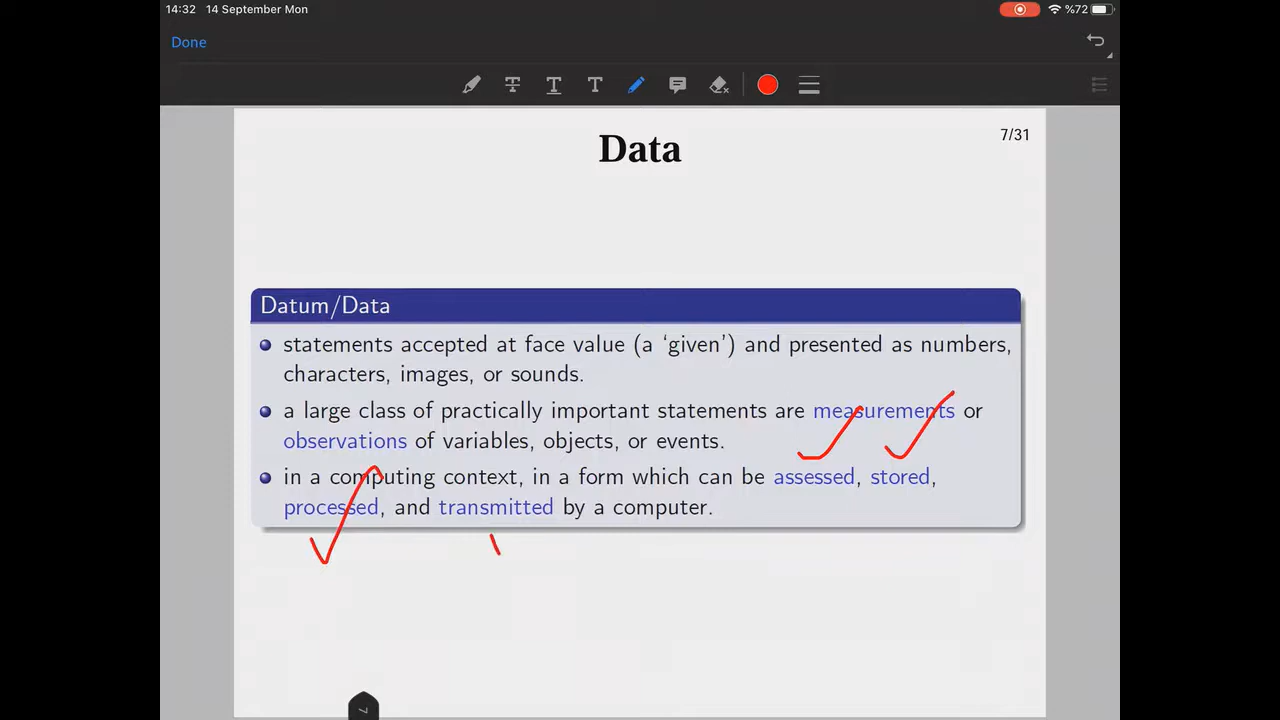 14:32 14 September Mon %72
Done
7/31
Data
Datum/Data
statements accepted at face value (a ‘given’) and presented as numbers,
characters, images, or sounds.
a large class of practically important statements are measurements or
observations of variables, objects, or events.
in a computing context, in a form which can be assessed, stored,
processed, and transmitted by a computer.
7